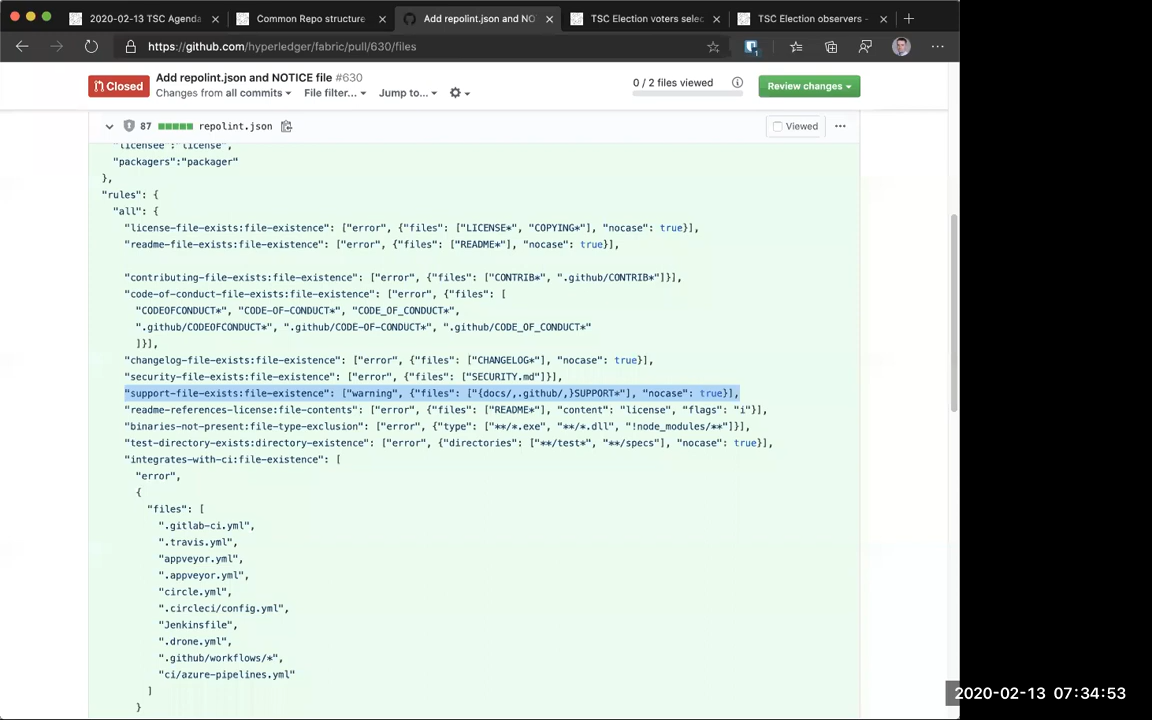 2020-02-13 TSC Agenda
Common Repo structure
Add repolint.json and NO
TSC Election voters selec
TSC Election observers -
https://github.com/hyperledger/fabric/pull/630/files
Closed
Add repolint.json and NOTICE file #630
Changes from all commits
File filter...
Jump to...
0 / 2 files viewed
Review changes
87
repolint.json
Viewed
"licensee":"license",
"packagers":"packager"
},
"rules": {
"all": {
"license-file-exists:file-existence": ["error", {"files": ["LICENSE*", "COPYING*"], "nocase": true}],
"readme-file-exists:file-existence": ["error", {"files": ["README*"], "nocase": true}],
"contributing-file-exists:file-existence": ["error", {"files": ["CONTRIB*", ".github/CONTRIB*"]}],
"code-of-conduct-file-exists:file-existence": ["error", {"files": [
"CODEOFCONDUCT*", "CODE-OF-CONDUCT*", "CODE_OF_CONDUCT*",
".github/CODEOFCONDUCT*", ".github/CODE-OF-CONDUCT*", ".github/CODE_OF_CONDUCT*"
]}],
"changelog-file-exists:file-existence": ["error", {"files": ["CHANGELOG*"], "nocase": true}],
"security-file-exists:file-existence": ["error", {"files": ["SECURITY.md"]}],
"support-file-exists:file-existence": ["warning", {"files": ["{docs/,.github/,}SUPPORT*"], "nocase": true}],
"readme-references-license:file-contents": ["error", {"files": ["README*"], "content": "license", "flags": "i"}],
"binaries-not-present:file-type-exclusion": ["error", {"type": ["**/*.exe", "**/*.dll", "!node_modules/**"]}],
"test-directory-exists:directory-existence": ["error", {"directories": ["**/test*", "**/specs"], "nocase": true}],
"integrates-with-ci:file-existence": [
"error",
{
"files": [
".gitlab-ci.yml",
".travis.yml",
"appveyor.yml",
".appveyor.yml",
"circle.yml",
".circleci/config.yml",
"Jenkinsfile",
".drone.yml",
".github/workflows/*",
"ci/azure-pipelines.yml"
]
}
2020-02-13 07:34:53